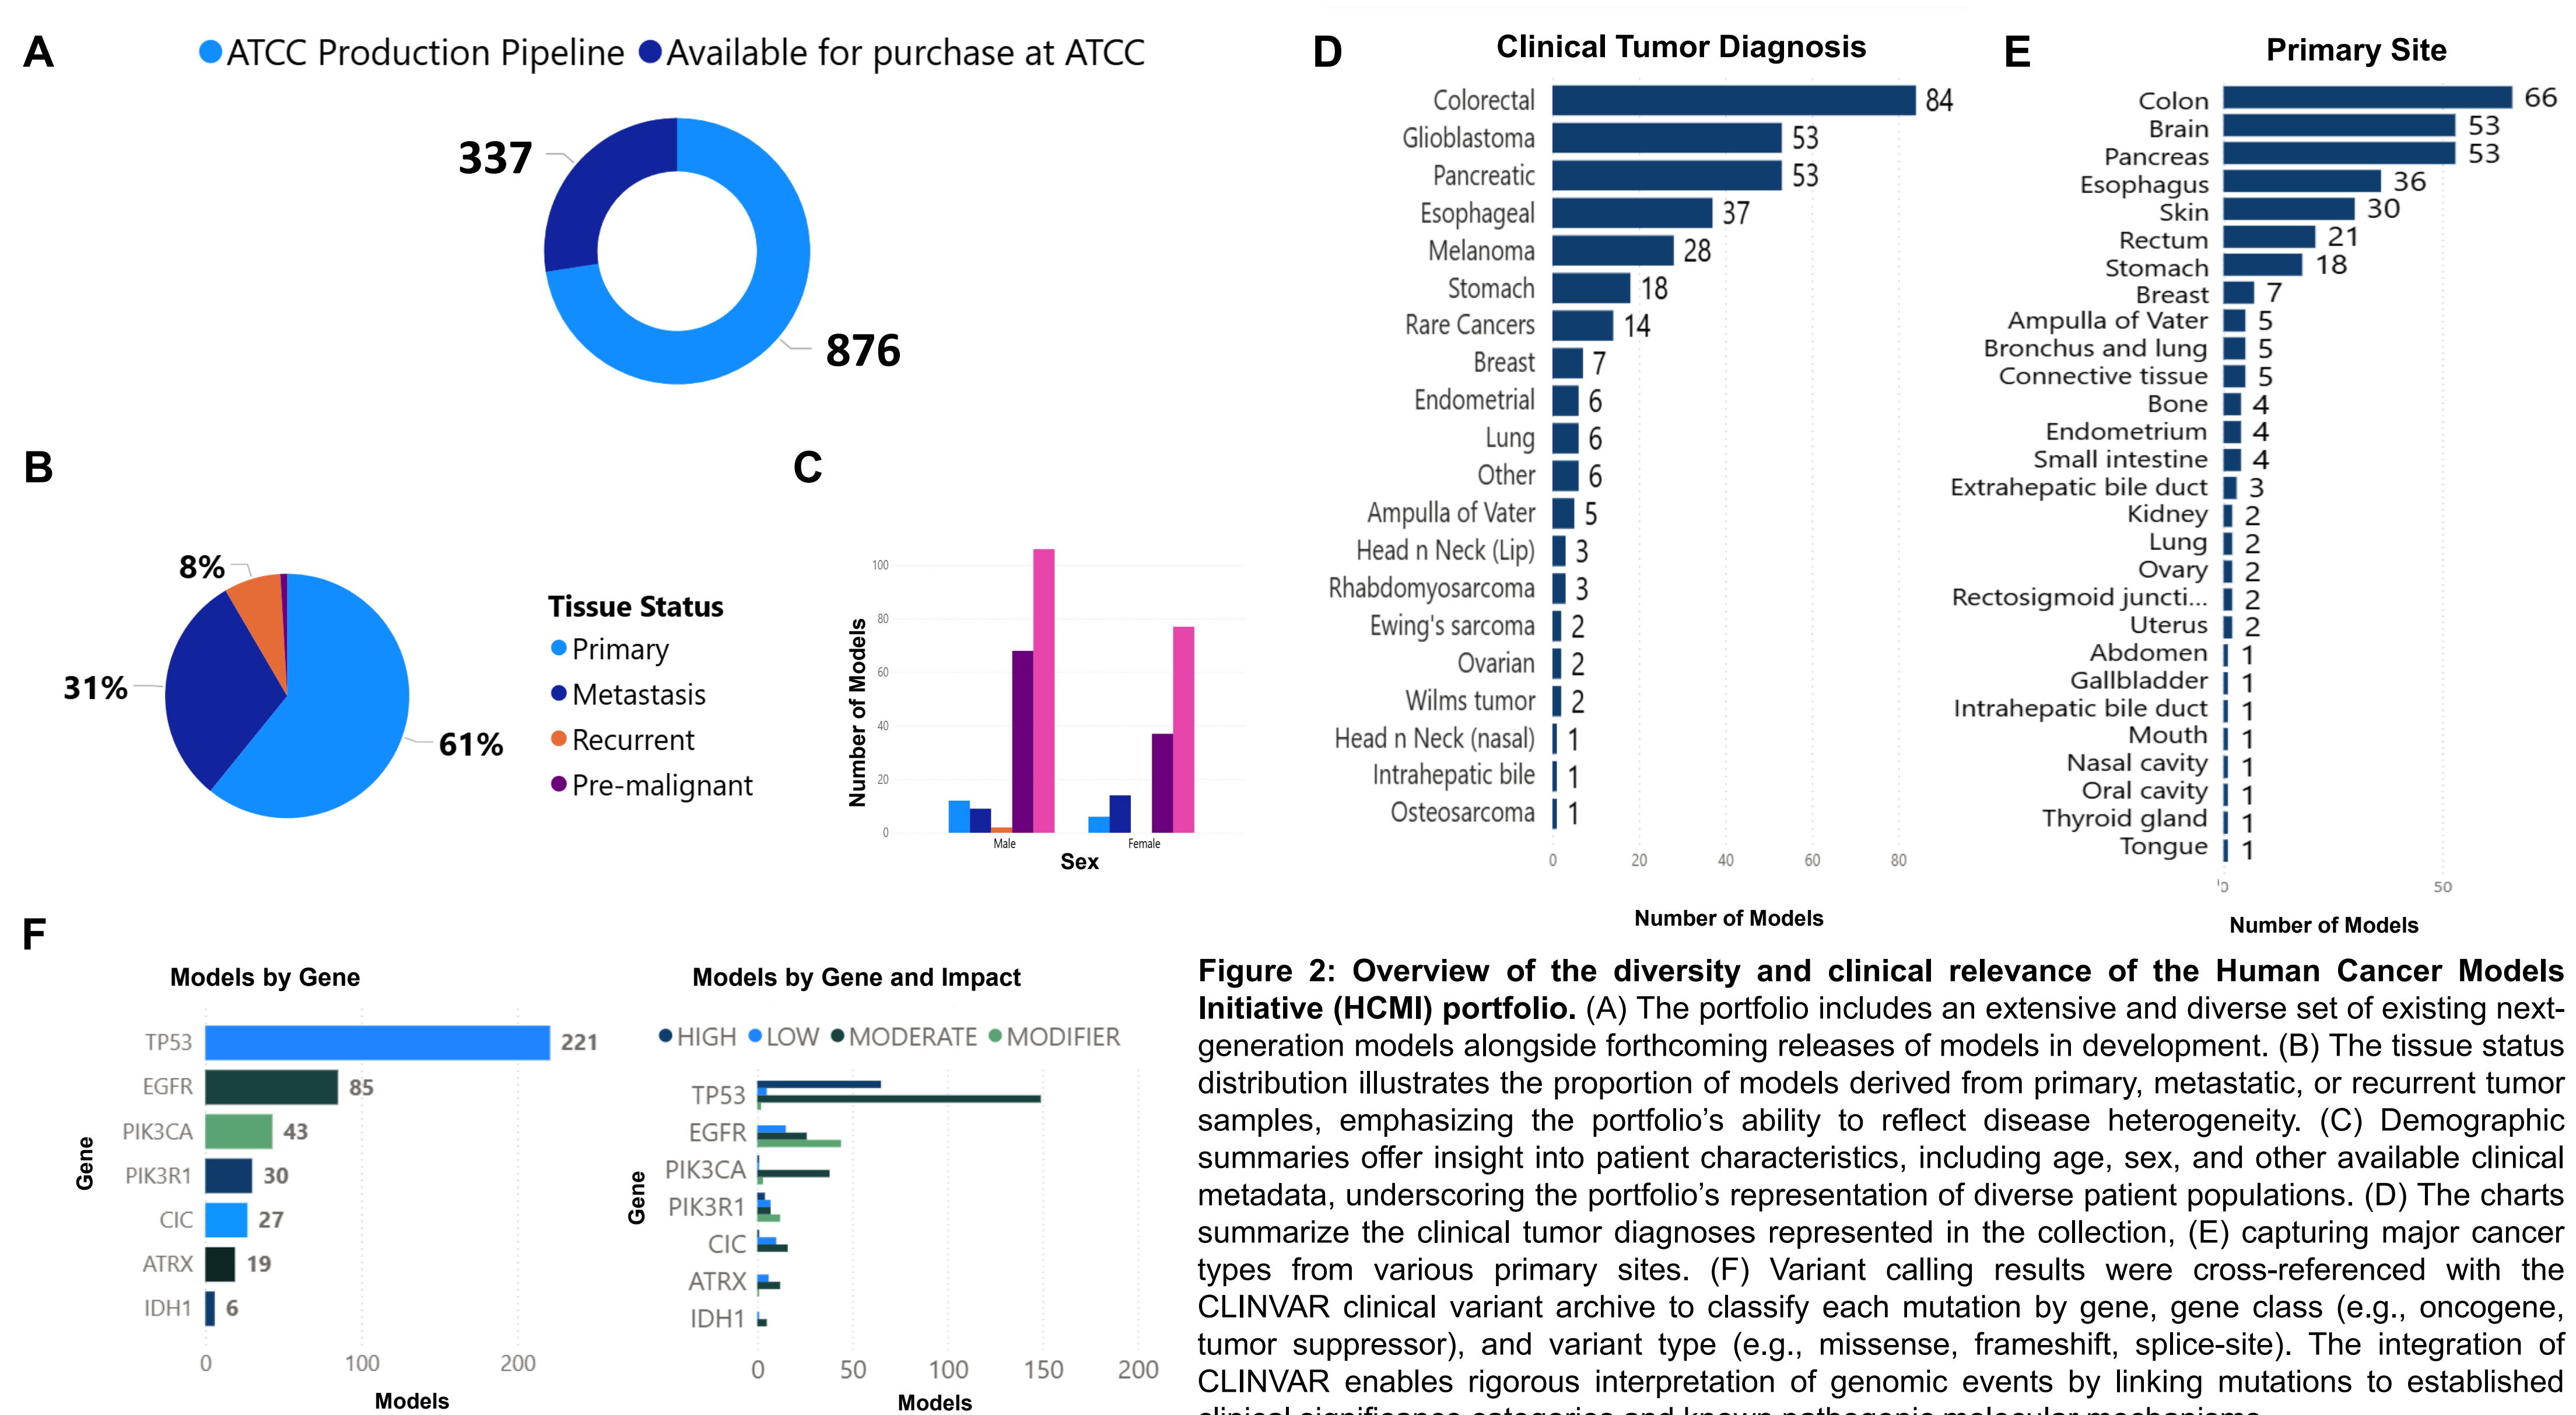 A
ATCC Production Pipeline Available for purchase at ATCC
337
876
B
8%
31%
61%
Tissue Status
Primary
Metastasis
Recurrent
Pre-malignant
C
Number of Models
100
80
60
40
20
0
Male Female
Sex
D
Clinical Tumor Diagnosis
Colorectal 84
Glioblastoma 53
Pancreatic 53
Esophageal 37
Melanoma 28
Stomach 18
Rare Cancers 14
Breast 7
Endometrial 6
Lung 6
Other 6
Ampulla of Vater 5
Head n Neck (Lip) 3
Rhabdomyosarcoma 3
Ewing's sarcoma 2
Ovarian 2
Wilms tumor 2
Head n Neck (nasal) 1
Intrahepatic bile 1
Osteosarcoma 1
0 20 40 60 80
Number of Models
E
Primary Site
Colon 66
Brain 53
Pancreas 53
Esophagus 36
Skin 30
Rectum 21
Stomach 18
Breast 7
Ampulla of Vater 5
Bronchus and lung 5
Connective tissue 5
Bone 4
Endometrium 4
Small intestine 4
Extrahepatic bile duct 3
Kidney 2
Lung 2
Ovary 2
Rectosigmoid juncti... 2
Uterus 2
Abdomen 1
Gallbladder 1
Intrahepatic bile duct 1
Mouth 1
Nasal cavity 1
Oral cavity 1
Thyroid gland 1
Tongue 1
0 50
Number of Models
F
Models by Gene
Gene
TP53 221
EGFR 85
PIK3CA 43
PIK3R1 30
CIC 27
ATRX 19
IDH1 6
0 100 200
Models
Models by Gene and Impact
HIGH LOW MODERATE MODIFIER
Gene
TP53
EGFR
PIK3CA
PIK3R1
CIC
ATRX
IDH1
0 50 100 150 200
Models
Figure 2: Overview of the diversity and clinical relevance of the Human Cancer Models
Initiative (HCMI) portfolio. (A) The portfolio includes an extensive and diverse set of existing next-
generation models alongside forthcoming releases of models in development. (B) The tissue status
distribution illustrates the proportion of models derived from primary, metastatic, or recurrent tumor
samples, emphasizing the portfolio's ability to reflect disease heterogeneity. (C) Demographic
summaries offer insight into patient characteristics, including age, sex, and other available clinical
metadata, underscoring the portfolio's representation of diverse patient populations. (D) The charts
summarize the clinical tumor diagnoses represented in the collection, (E) capturing major cancer
types from various primary sites. (F) Variant calling results were cross-referenced with the
CLINVAR clinical variant archive to classify each mutation by gene, gene class (e.g., oncogene,
tumor suppressor), and variant type (e.g., missense, frameshift, splice-site). The integration of
CLINVAR enables rigorous interpretation of genomic events by linking mutations to established